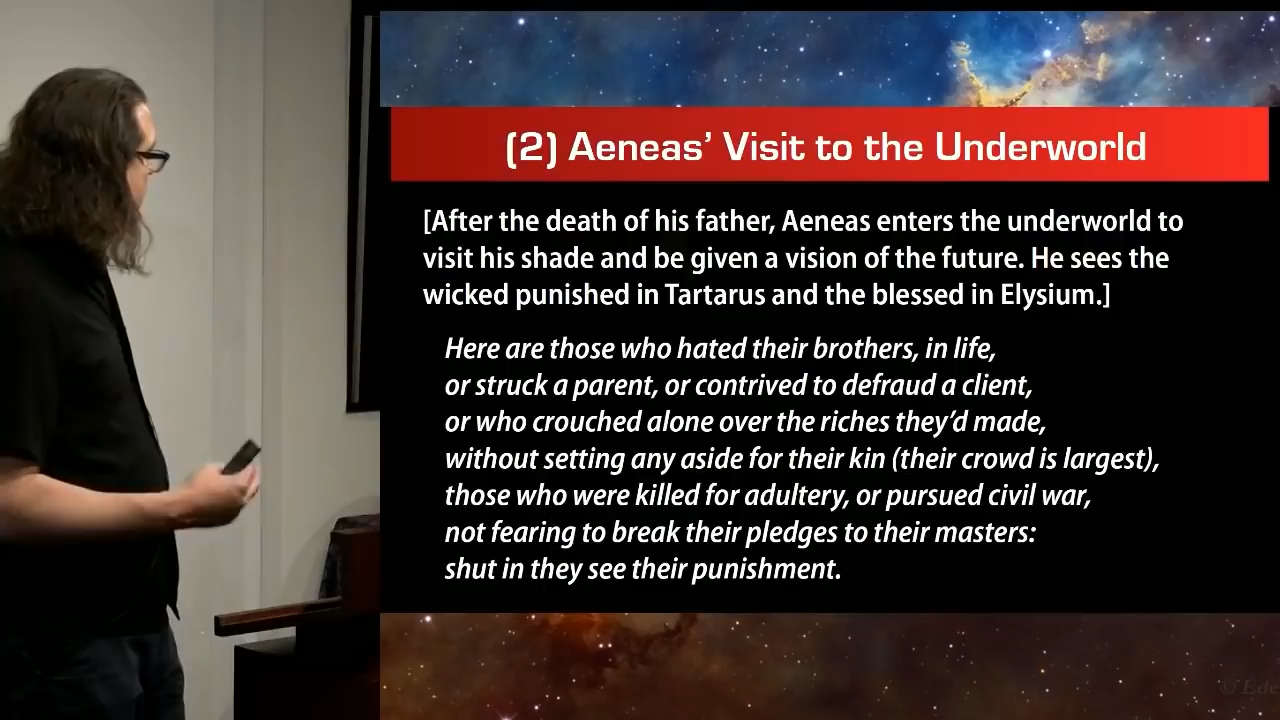 (2) Aeneas’ Visit to the Underworld
[After the death of his father, Aeneas enters the underworld to
visit his shade and be given a vision of the future. He sees the
wicked punished in Tartarus and the blessed in Elysium.]
Here are those who hated their brothers, in life,
or struck a parent, or contrived to defraud a client,
or who crouched alone over the riches they’d made,
without setting any aside for their kin (their crowd is largest),
those who were killed for adultery, or pursued civil war,
not fearing to break their pledges to their masters:
shut in they see their punishment.